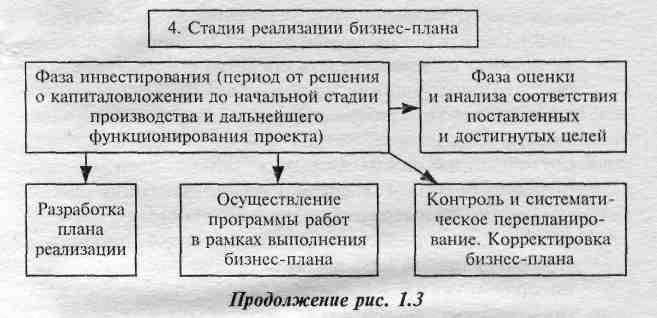 4. Стадия реализации бизнес-плана
Фаза инвестирования (период от решения
о капиталовложении до начальной стадии
производства и дальнейшего
функционирования проекта)
Фаза оценки
и анализа соответствия
поставленных
и достигнутых целей
Разработка
плана
реализации
Осуществление
программы работ
в рамках выполнения
бизнес-плана
Контроль и системати-
ческое перепланиро-
вание. Корректировка
бизнес-плана
Продолжение рис. 1.3